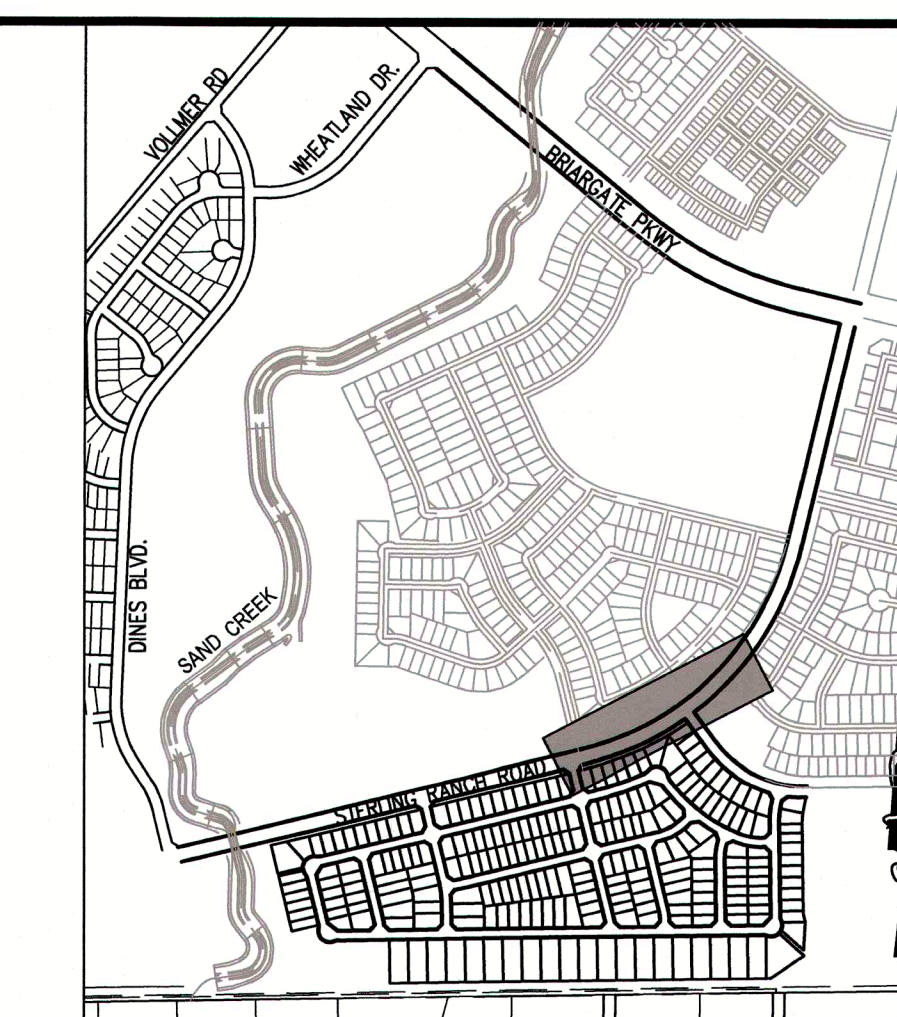 VOLLMER RD
WHEATLAND DR.
BRIARGATE PKWY
DINES BLVD.
SAND CREEK
STERLING RANCH ROAD